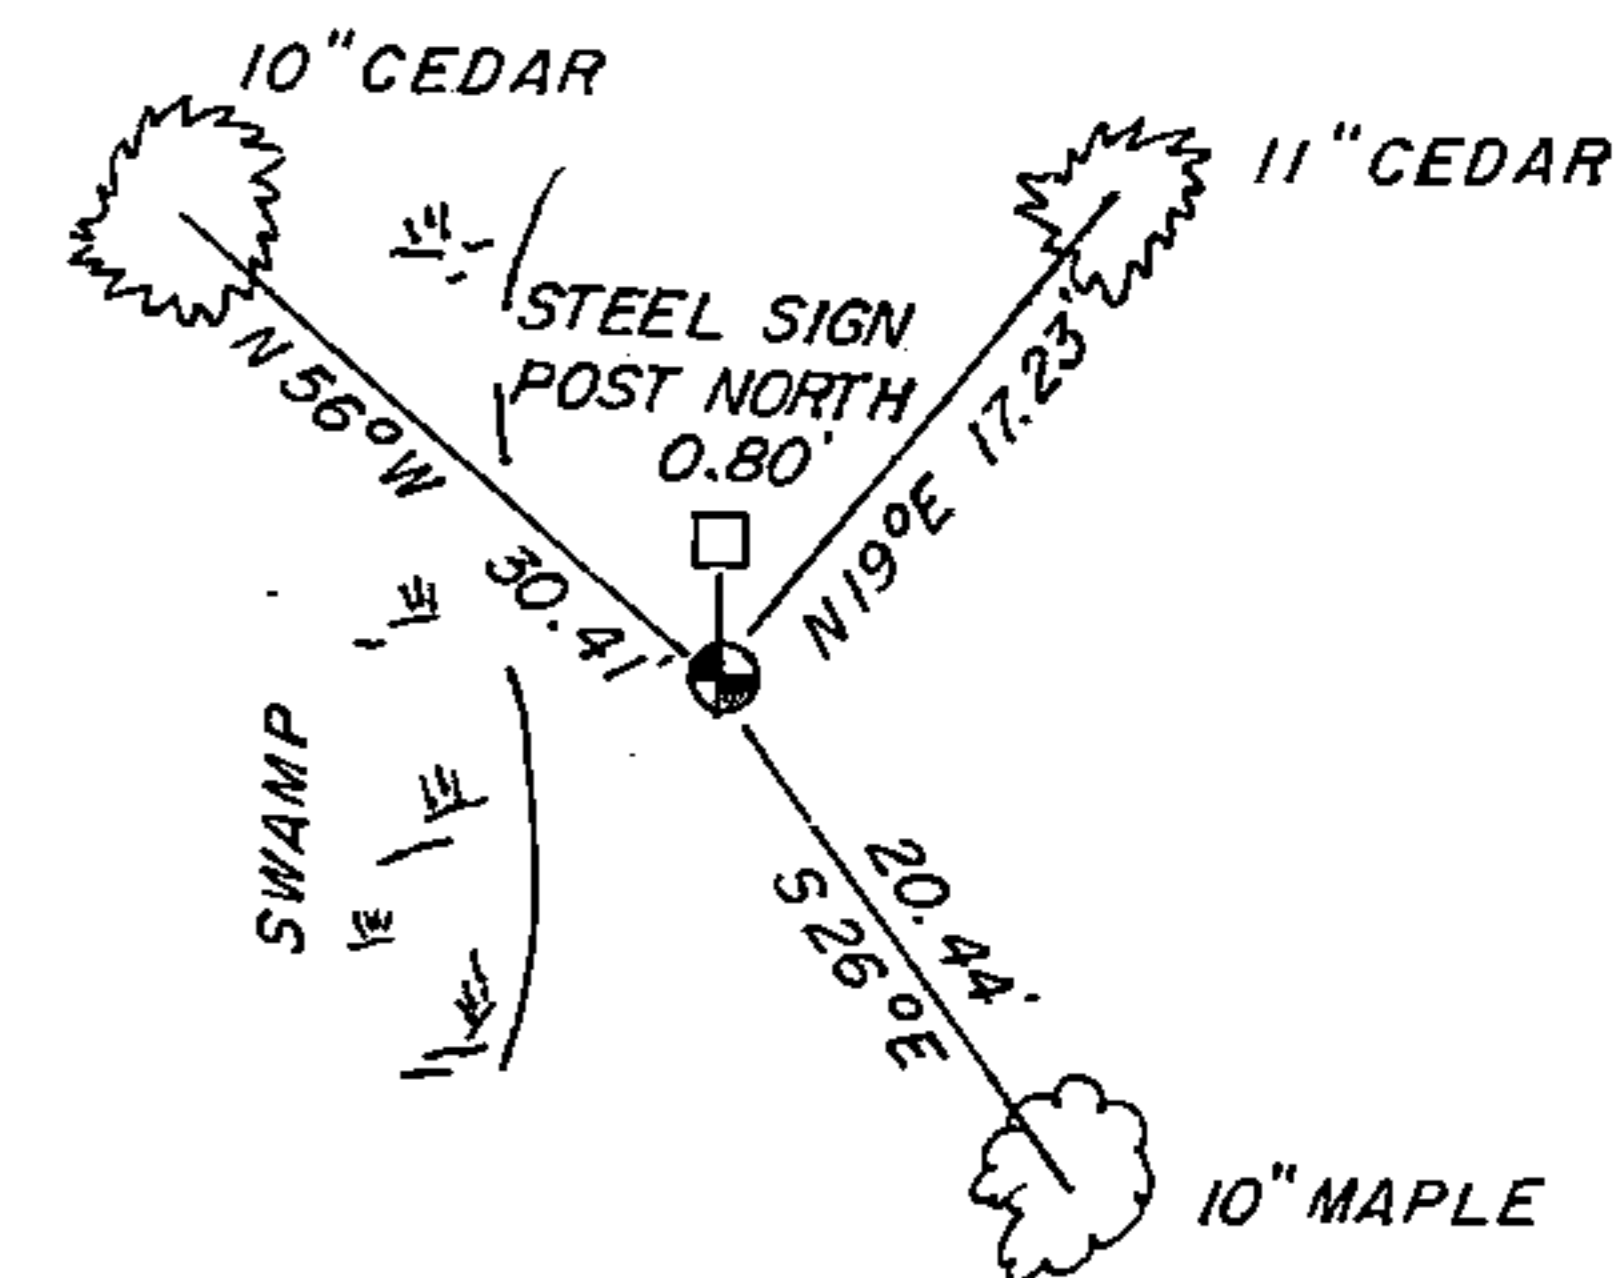 10" CEDAR
11" CEDAR
STEEL SIGN
POST NORTH
0.80'
N 56° W 30.41'
N 19° E 17.23'
SWAMP
20.44'
S 26° E
10" MAPLE